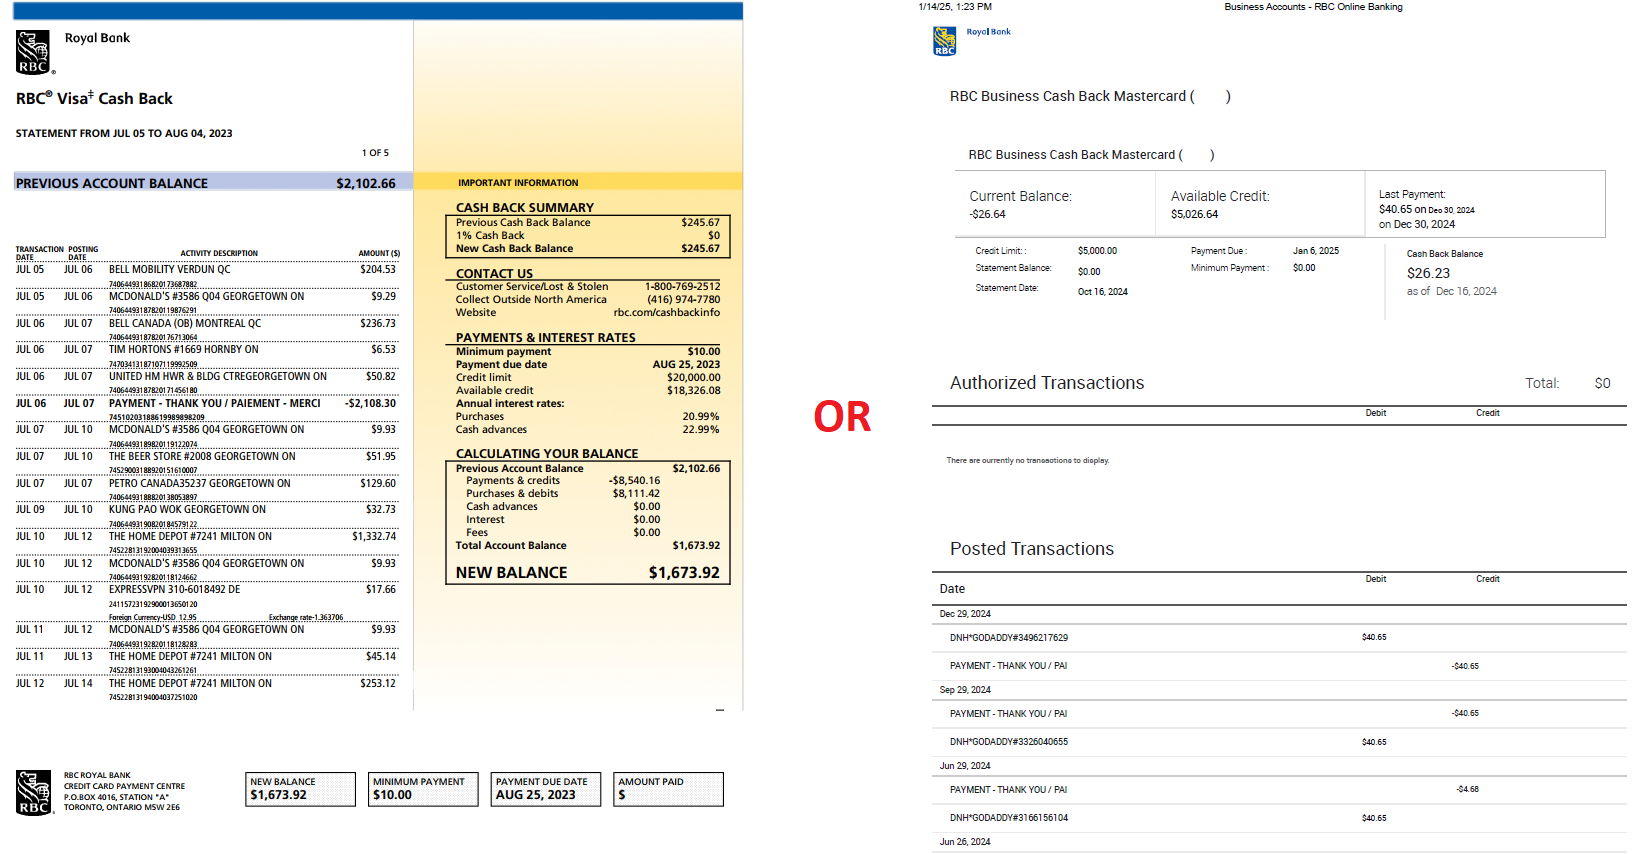 Royal Bank
RBC®
RBC® Visa‡ Cash Back
STATEMENT FROM JUL 05 TO AUG 04, 2023
1 OF 5
PREVIOUS ACCOUNT BALANCE $2,102.66
TRANSACTION DATE POSTING DATE ACTIVITY DESCRIPTION AMOUNT ($)
JUL 05 JUL 06 BELL MOBILITY VERDUN QC $204.53
74064493186820173687882
JUL 05 JUL 06 MCDONALD'S #3586 Q04 GEORGETOWN ON $9.29
74064493187820119876291
JUL 06 JUL 07 BELL CANADA (OB) MONTREAL QC $236.73
74064493187820176713064
JUL 06 JUL 07 TIM HORTONS #1669 HORNBY ON $6.53
74703413187107119992509
JUL 06 JUL 07 UNITED HM HWR & BLDG CTREGEORGETOWN ON $50.82
74064493187820171456180
JUL 06 JUL 07 PAYMENT - THANK YOU / PAIEMENT - MERCI -$2,108.30
74510203188619989898209
JUL 07 JUL 10 MCDONALD'S #3586 Q04 GEORGETOWN ON $9.93
74064493189820119122074
JUL 07 JUL 10 THE BEER STORE #2008 GEORGETOWN ON $51.95
74529003188920151610007
JUL 07 JUL 07 PETRO CANADA35237 GEORGETOWN ON $129.60
74064493188820138053897
JUL 09 JUL 10 KUNG PAO WOK GEORGETOWN ON $32.73
74064493190820184579122
JUL 10 JUL 12 THE HOME DEPOT #7241 MILTON ON $1,332.74
74522813192004039313655
JUL 10 JUL 12 MCDONALD'S #3586 Q04 GEORGETOWN ON $9.93
74064493192820118124662
JUL 10 JUL 12 EXPRESSVPN 310-6018492 DE $17.66
24115723192900013650120
Foreign Currency-USD 12.95 Exchange rate-1.363706
JUL 11 JUL 12 MCDONALD'S #3586 Q04 GEORGETOWN ON $9.93
74064493192820118128283
JUL 11 JUL 13 THE HOME DEPOT #7241 MILTON ON $45.14
74522813193004043261261
JUL 12 JUL 14 THE HOME DEPOT #7241 MILTON ON $253.12
74522813194004037251020
IMPORTANT INFORMATION
CASH BACK SUMMARY
Previous Cash Back Balance $245.67
1% Cash Back $0
New Cash Back Balance $245.67
CONTACT US
Customer Service/Lost & Stolen 1-800-769-2512
Collect Outside North America (416) 974-7780
Website rbc.com/cashbackinfo
PAYMENTS & INTEREST RATES
Minimum payment $10.00
Payment due date AUG 25, 2023
Credit limit $20,000.00
Available credit $18,326.08
Annual interest rates:
Purchases 20.99%
Cash advances 22.99%
CALCULATING YOUR BALANCE
Previous Account Balance $2,102.66
Payments & credits -$8,540.16
Purchases & debits $8,111.42
Cash advances $0.00
Interest $0.00
Fees $0.00
Total Account Balance $1,673.92
NEW BALANCE $1,673.92
RBC®
RBC ROYAL BANK
CREDIT CARD PAYMENT CENTRE
P.O.BOX 4016, STATION "A"
TORONTO, ONTARIO M5W 2E6
NEW BALANCE
$1,673.92
MINIMUM PAYMENT
$10.00
PAYMENT DUE DATE
AUG 25, 2023
AMOUNT PAID
$
OR
1/14/25, 1:23 PM Business Accounts - RBC Online Banking
RBC
Royal Bank
RBC Business Cash Back Mastercard ( )
RBC Business Cash Back Mastercard ( )
Current Balance:
-$26.64
Available Credit:
$5,026.64
Last Payment:
$40.65 on Dec 30, 2024
on Dec 30, 2024
Credit Limit: : $5,000.00 Payment Due : Jan 6, 2025
Statement Balance: $0.00 Minimum Payment : $0.00
Statement Date: Oct 16, 2024
Cash Back Balance
$26.23
as of Dec 16, 2024
Authorized Transactions Total: $0
Debit Credit
There are currently no transactions to display.
Posted Transactions
Date Debit Credit
Dec 29, 2024
DNH*GODADDY#3496217629 $40.65
PAYMENT - THANK YOU / PAI -$40.65
Sep 29, 2024
PAYMENT - THANK YOU / PAI -$40.65
DNH*GODADDY#3326040655 $40.65
Jun 29, 2024
PAYMENT - THANK YOU / PAI -$4.68
DNH*GODADDY#3166156104 $40.65
Jun 26, 2024